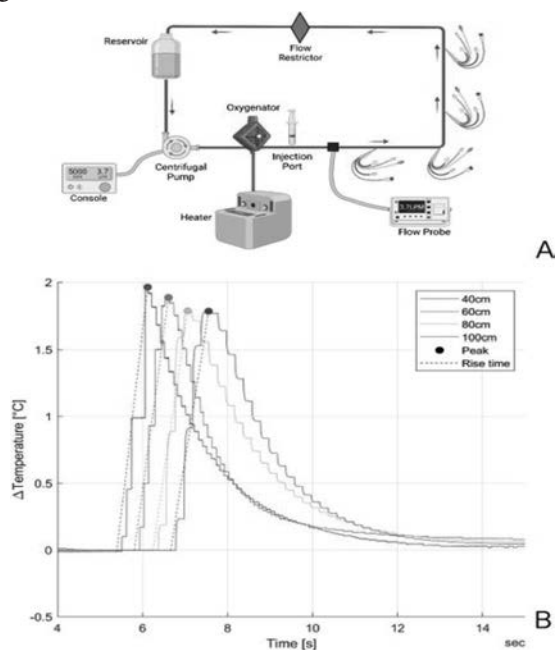 Reservoir
Flow
Restrictor
Oxygenator
Injection
Port
Centrifugal
Pump
Console
Heater
Flow Probe
A
2
1.5
1
0.5
0
-0.5
4
6
8
10
12
14
Time [s]
sec
ΔTemperature [°C]
40cm
60cm
80cm
100cm
Peak
Rise time
B